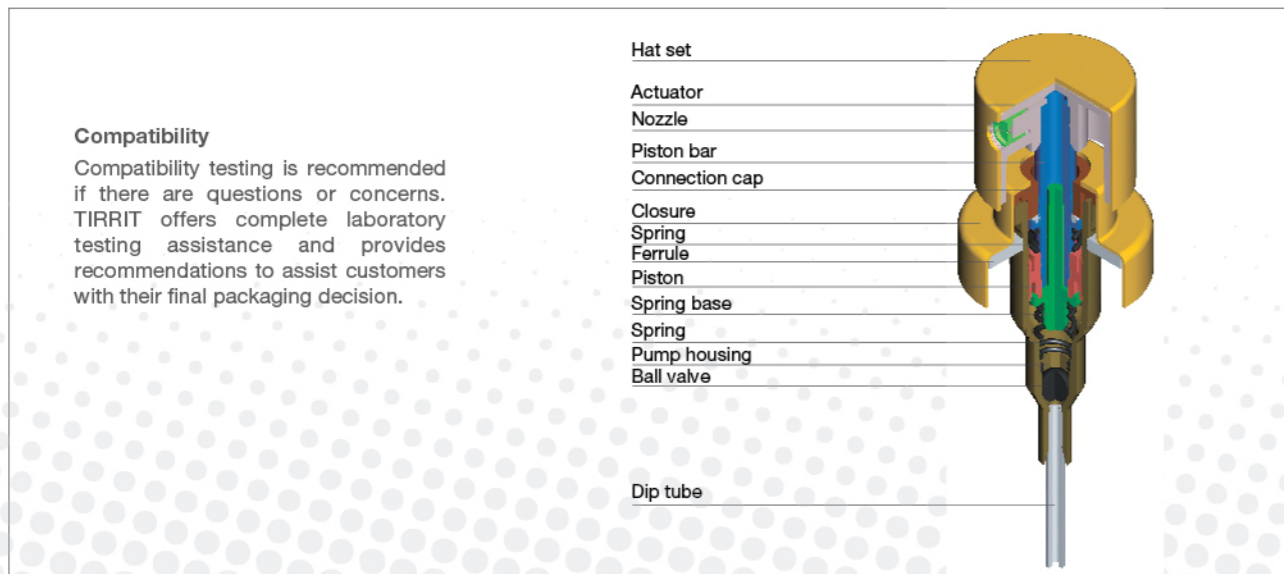 Compatibility
Compatibility testing is recommended
if there are questions or concerns.
TIRRIT offers complete laboratory
testing assistance and provides
recommendations to assist customers
with their final packaging decision.
Hat set
Actuator
Nozzle
Piston bar
Connection cap
Closure
Spring
Ferrule
Piston
Spring base
Spring
Pump housing
Ball valve
Dip tube